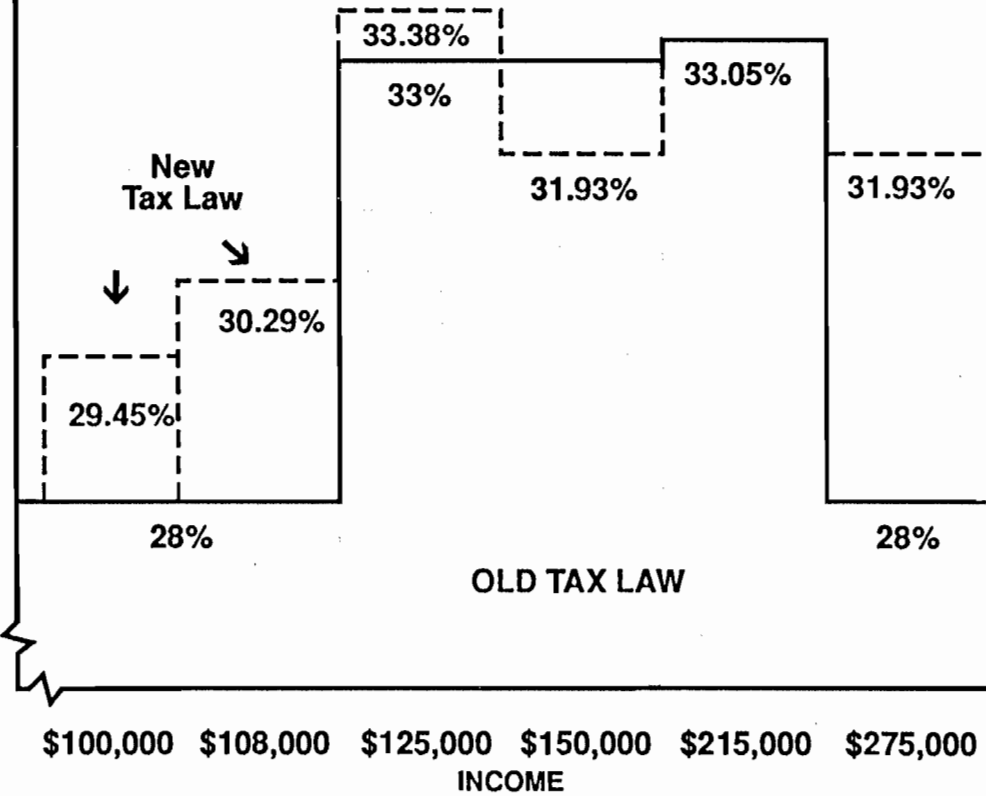 33.38%
33%
33.05%
New
Tax Law
31.93%
31.93%
30.29%
29.45%
28%
28%
OLD TAX LAW
$100,000 $108,000 $125,000 $150,000 $215,000 $275,000
INCOME